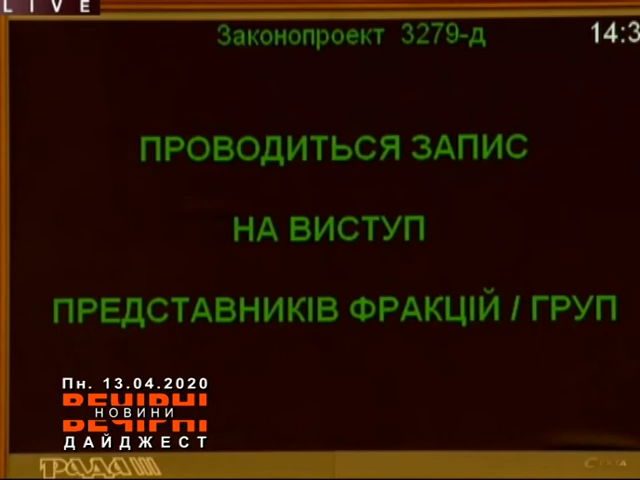 LIVE
Законопроект 3279-д 14:3
ПРОВОДИТЬСЯ ЗАПИС
НА ВИСТУП
ПРЕДСТАВНИКІВ ФРАКЦІЙ / ГРУП
Пн. 13.04.2020
ВЕЧІРНІ
НОВИНИ
ВЕЧІРНІ
ДАЙДЖЕСТ
РАДА